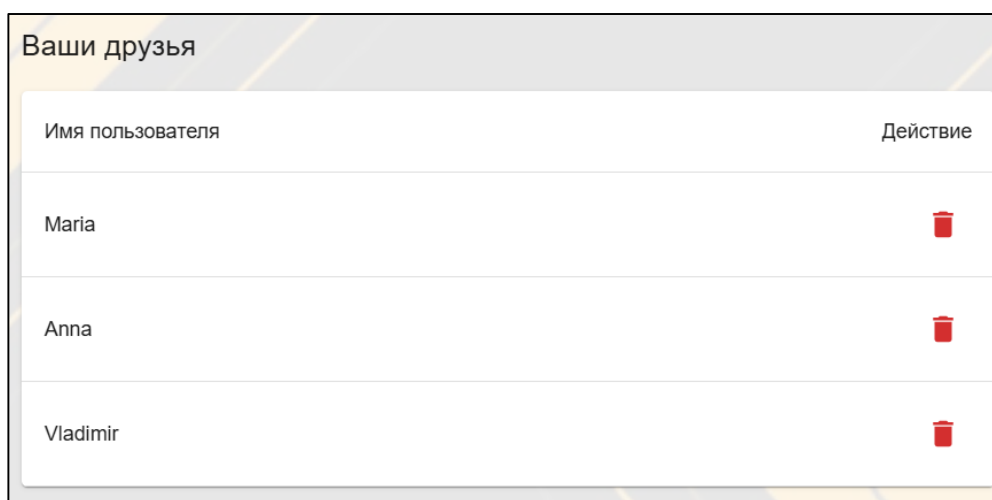 Ваши друзья
Имя пользователя Действие
Maria
Anna
Vladimir